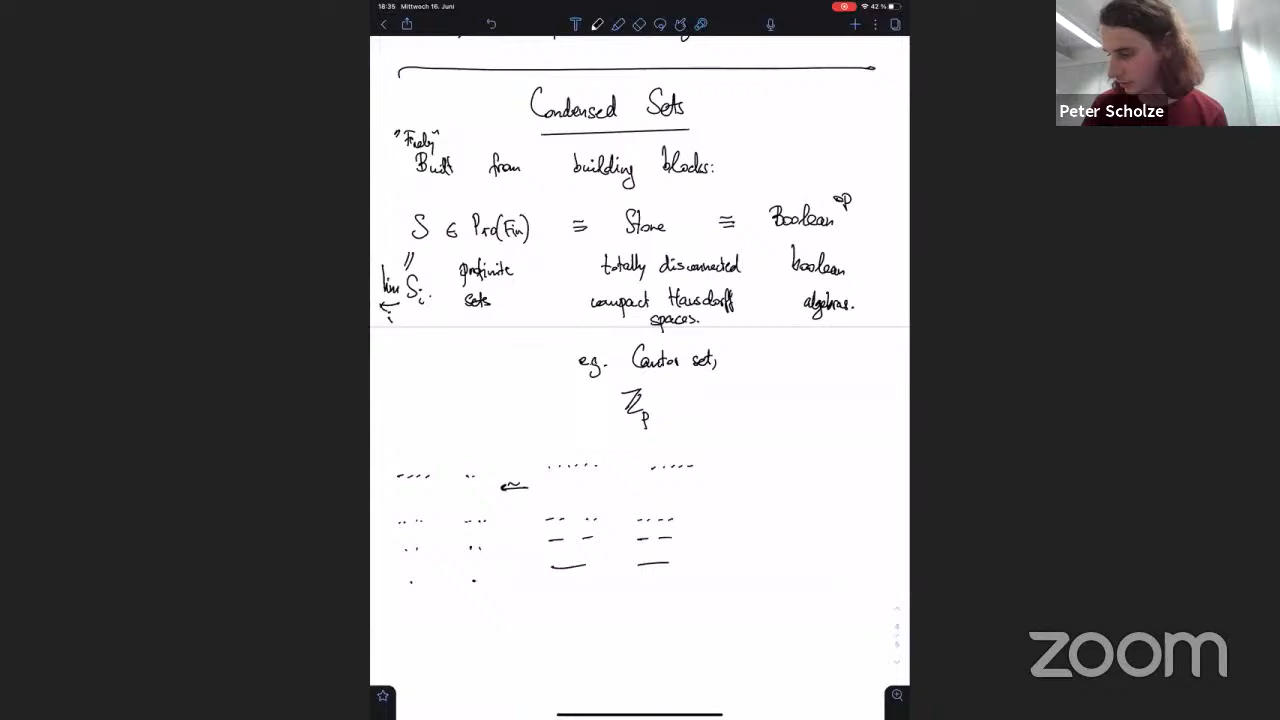 18:35 Mittwoch 16. Juni
42 %
Peter Scholze
Condensed Sets
"Freely"
Built from building blocks:
S ∈ Pro(Fin) ≅ Stone ≅ Boolean^op
profinite totally disconnected boolean
lim S_i. sets compact Hausdorff algebras.
← i
spaces.
eg. Cantor set,
ℤ_p
zoom